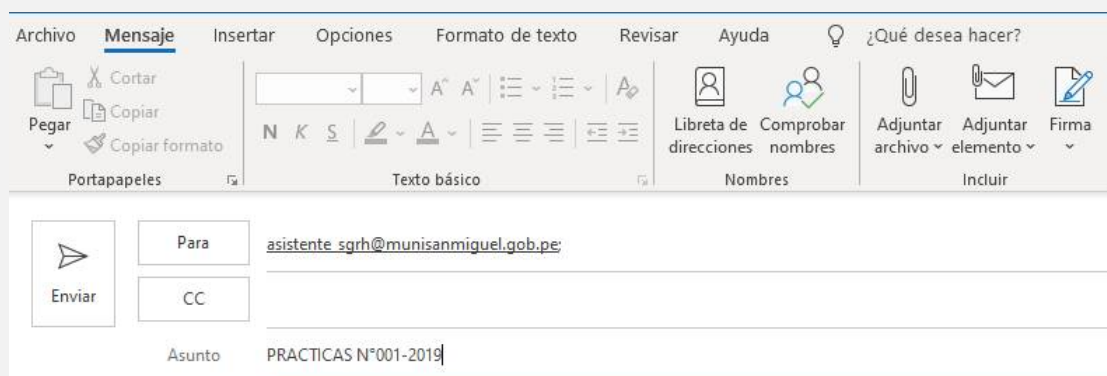 Archivo Mensaje Insertar Opciones Formato de texto Revisar Ayuda ¿Qué desea hacer?
Pegar
Cortar
Copiar
Copiar formato
Portapapeles
N K S A
Texto básico
Libreta de direcciones
Comprobar nombres
Nombres
Adjuntar archivo
Adjuntar elemento
Firma
Incluir
Enviar
Para asistente_sgrh@munisanmiguel.gob.pe;
CC
Asunto PRACTICAS N°001-2019